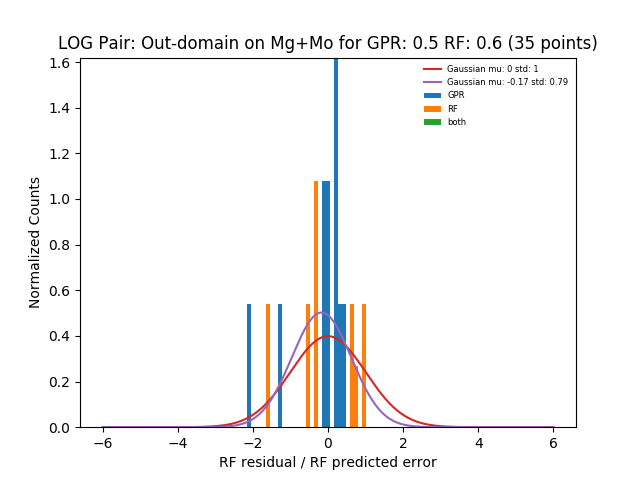 LOG Pair: Out-domain on Mg+Mo for GPR: 0.5 RF: 0.6 (35 points)
Gaussian mu: 0 std: 1
Gaussian mu: -0.17 std: 0.79
GPR
RF
both
Normalized Counts
1.6
1.4
1.2
1.0
0.8
0.6
0.4
0.2
0.0
−6 −4 −2 0 2 4 6
RF residual / RF predicted error